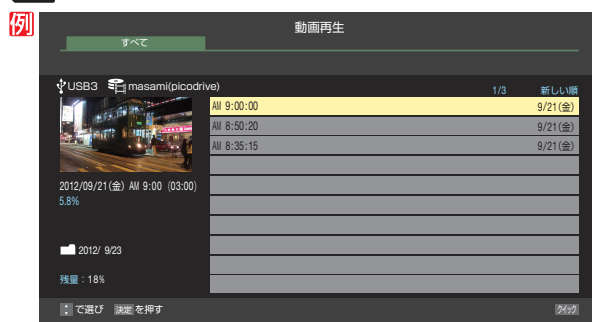 例
動画再生
すべて
USB3 masami(picodrive) 1/3 新しい順
AM 9:00:00 9/21(金)
AM 8:50:20 9/21(金)
AM 8:35:15 9/21(金)
2012/09/21(金) AM 9:00 (03:00)
5.8%
2012/ 9/23
残量：18%
で選び 決定 を押す クイック